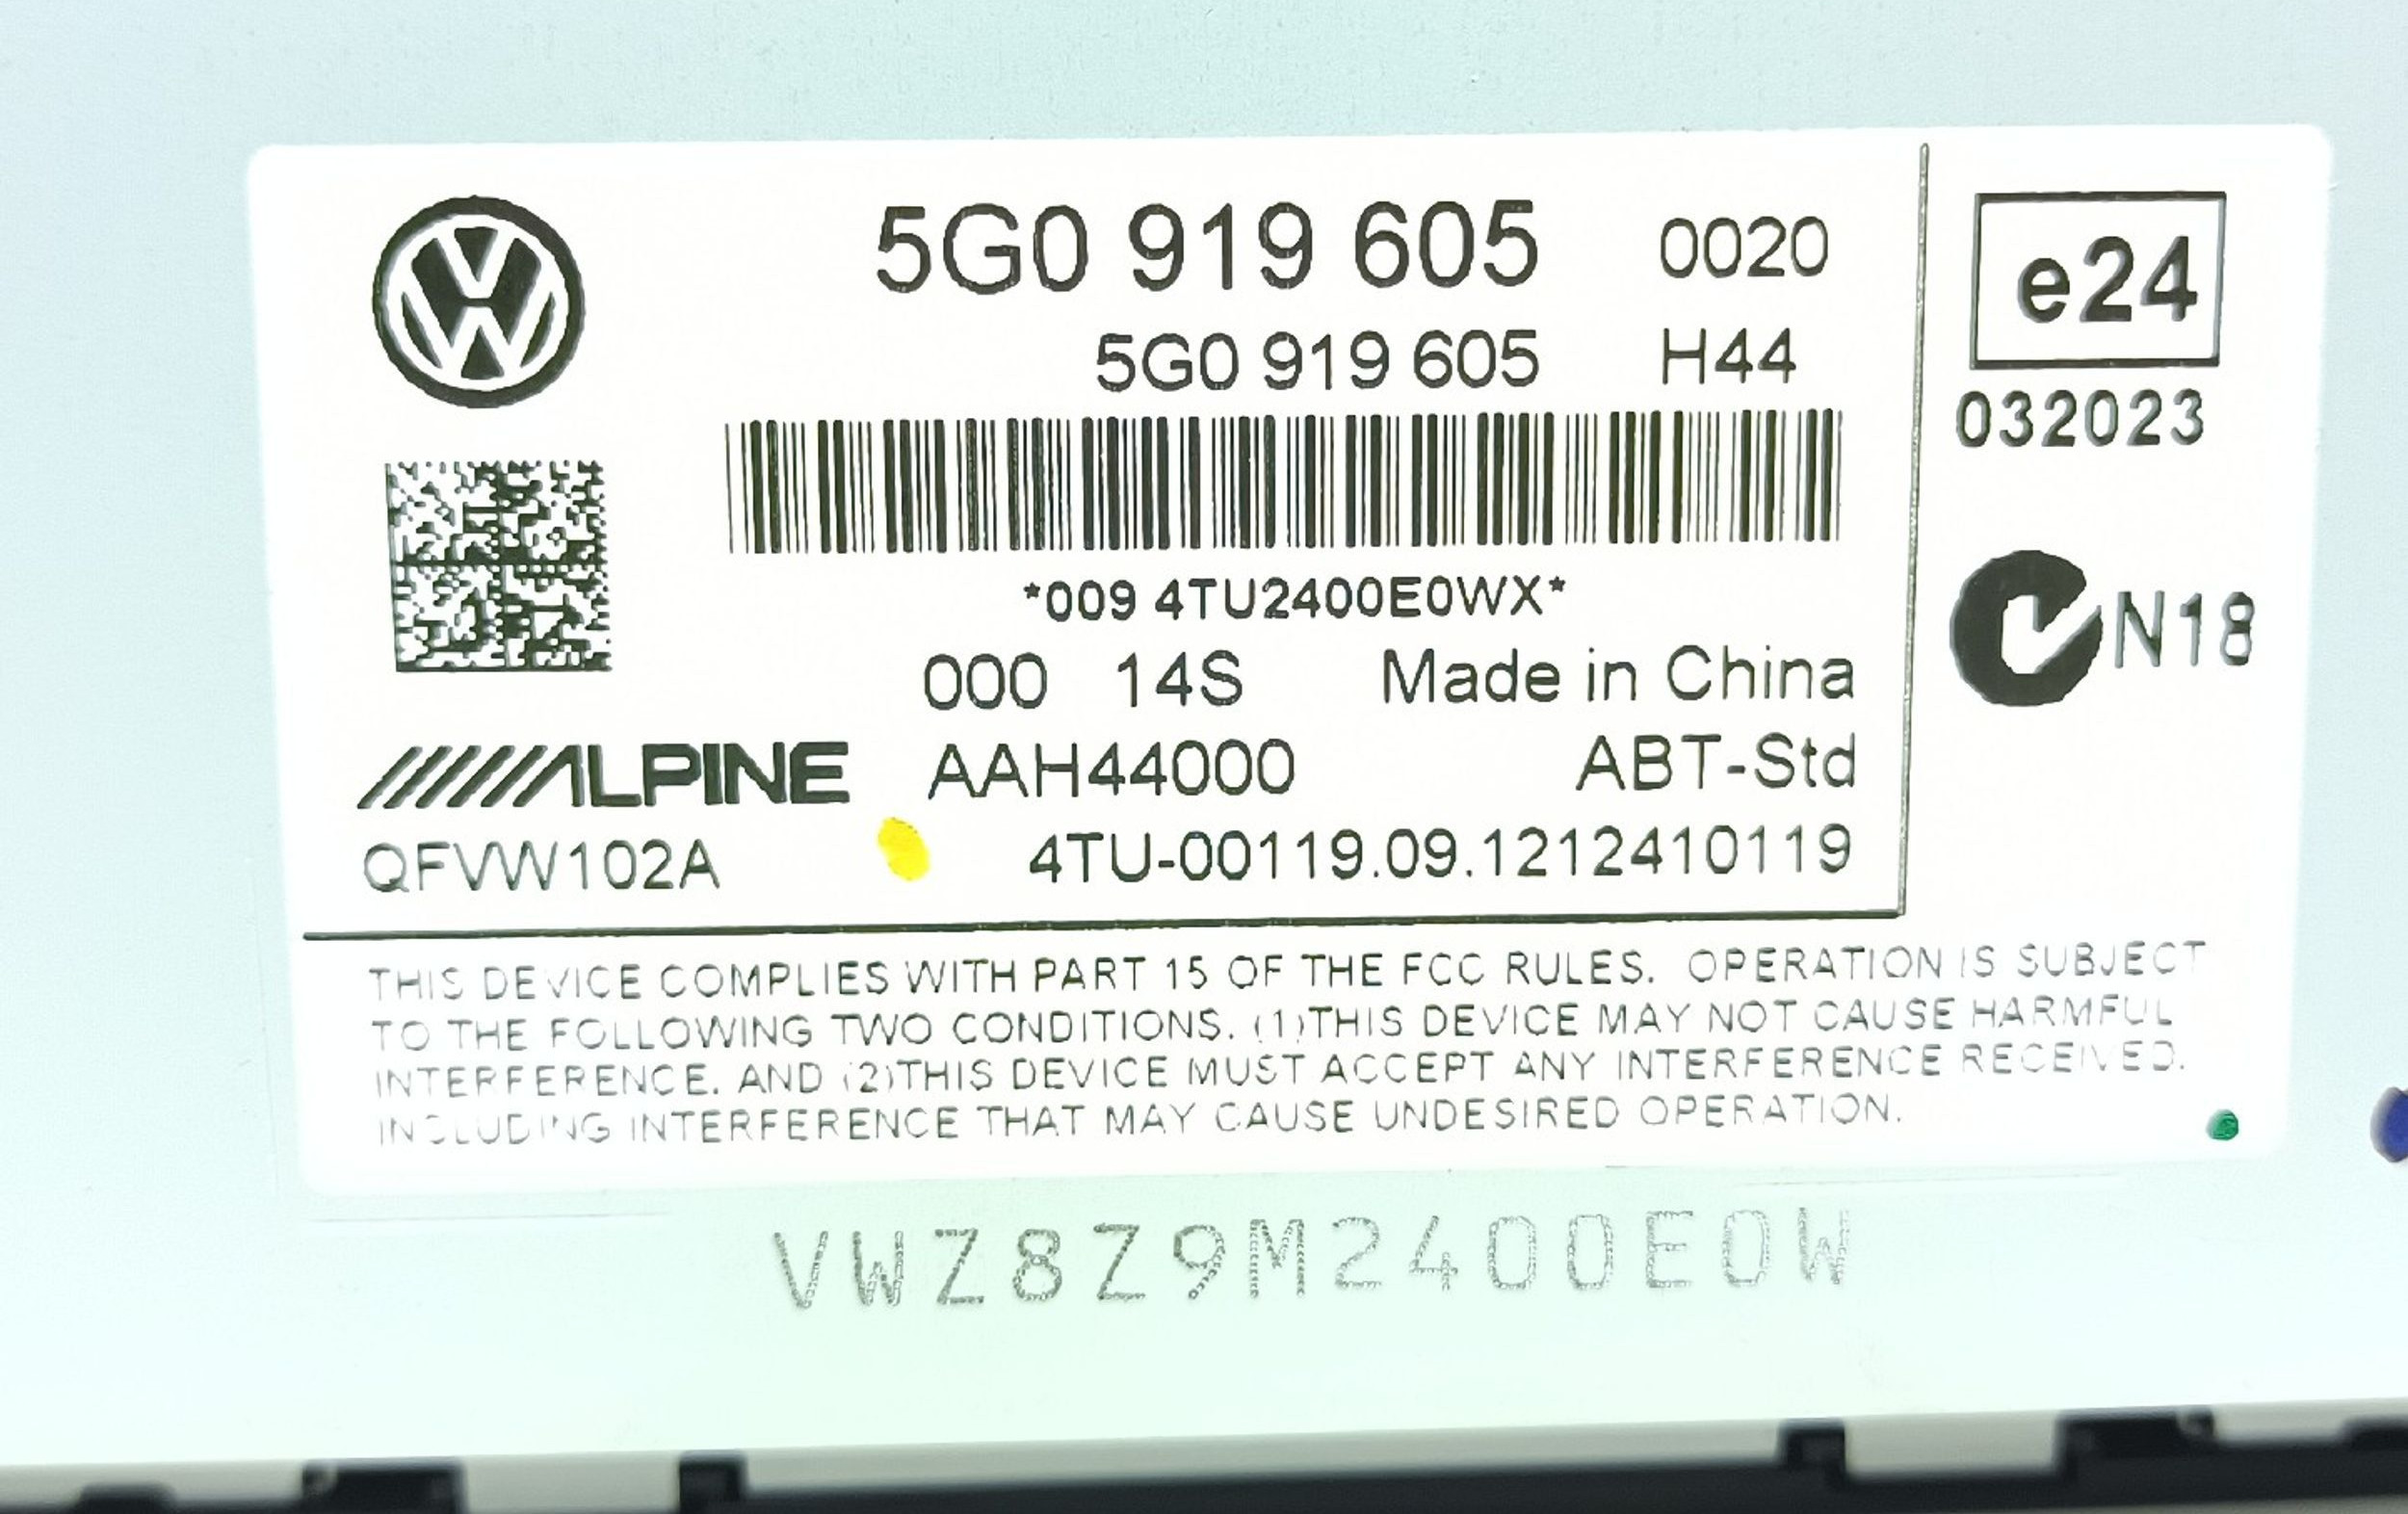 5G0 919 605 0020
5G0 919 605 H44
e24
032023
*009 4TU2400E0WX*
N18
000 14S Made in China
ALPINE AAH44000 ABT-Std
QFVW102A 4TU-00119.09.1212410119
THIS DEVICE COMPLIES WITH PART 15 OF THE FCC RULES. OPERATION IS SUBJECT
TO THE FOLLOWING TWO CONDITIONS. (1)THIS DEVICE MAY NOT CAUSE HARMFUL
INTERFERENCE. AND (2)THIS DEVICE MUST ACCEPT ANY INTERFERENCE RECEIVED.
INCLUDING INTERFERENCE THAT MAY CAUSE UNDESIRED OPERATION.
VWZ8Z9M2400E0W